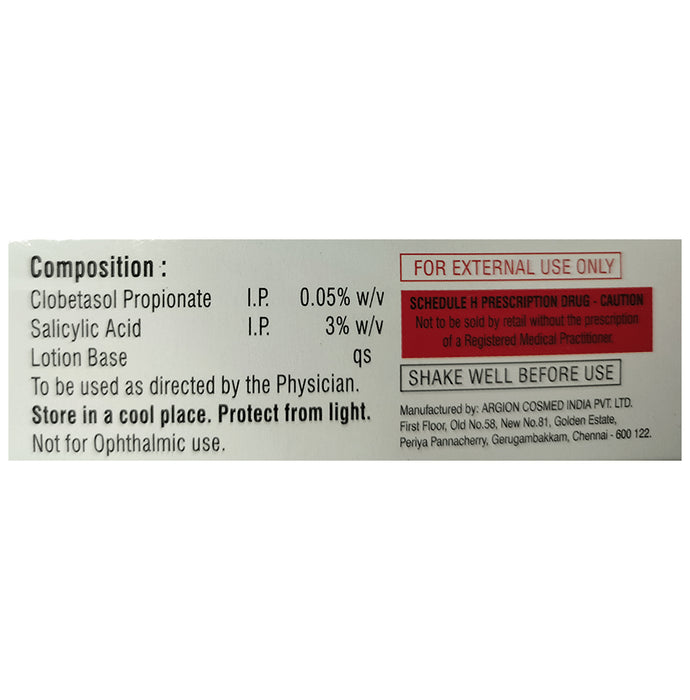 Composition :
Clobetasol Propionate I.P. 0.05% w/v
Salicylic Acid I.P. 3% w/v
Lotion Base qs
To be used as directed by the Physician.
Store in a cool place. Protect from light.
Not for Ophthalmic use.
FOR EXTERNAL USE ONLY
SCHEDULE H PRESCRIPTION DRUG - CAUTION
Not to be sold by retail without the prescription
of a Registered Medical Practitioner.
SHAKE WELL BEFORE USE
Manufactured by: ARGION COSMED INDIA PVT. LTD.
First Floor, Old No.58, New No.81, Golden Estate,
Periya Pannacherry, Gerugambakkam, Chennai - 600 122.